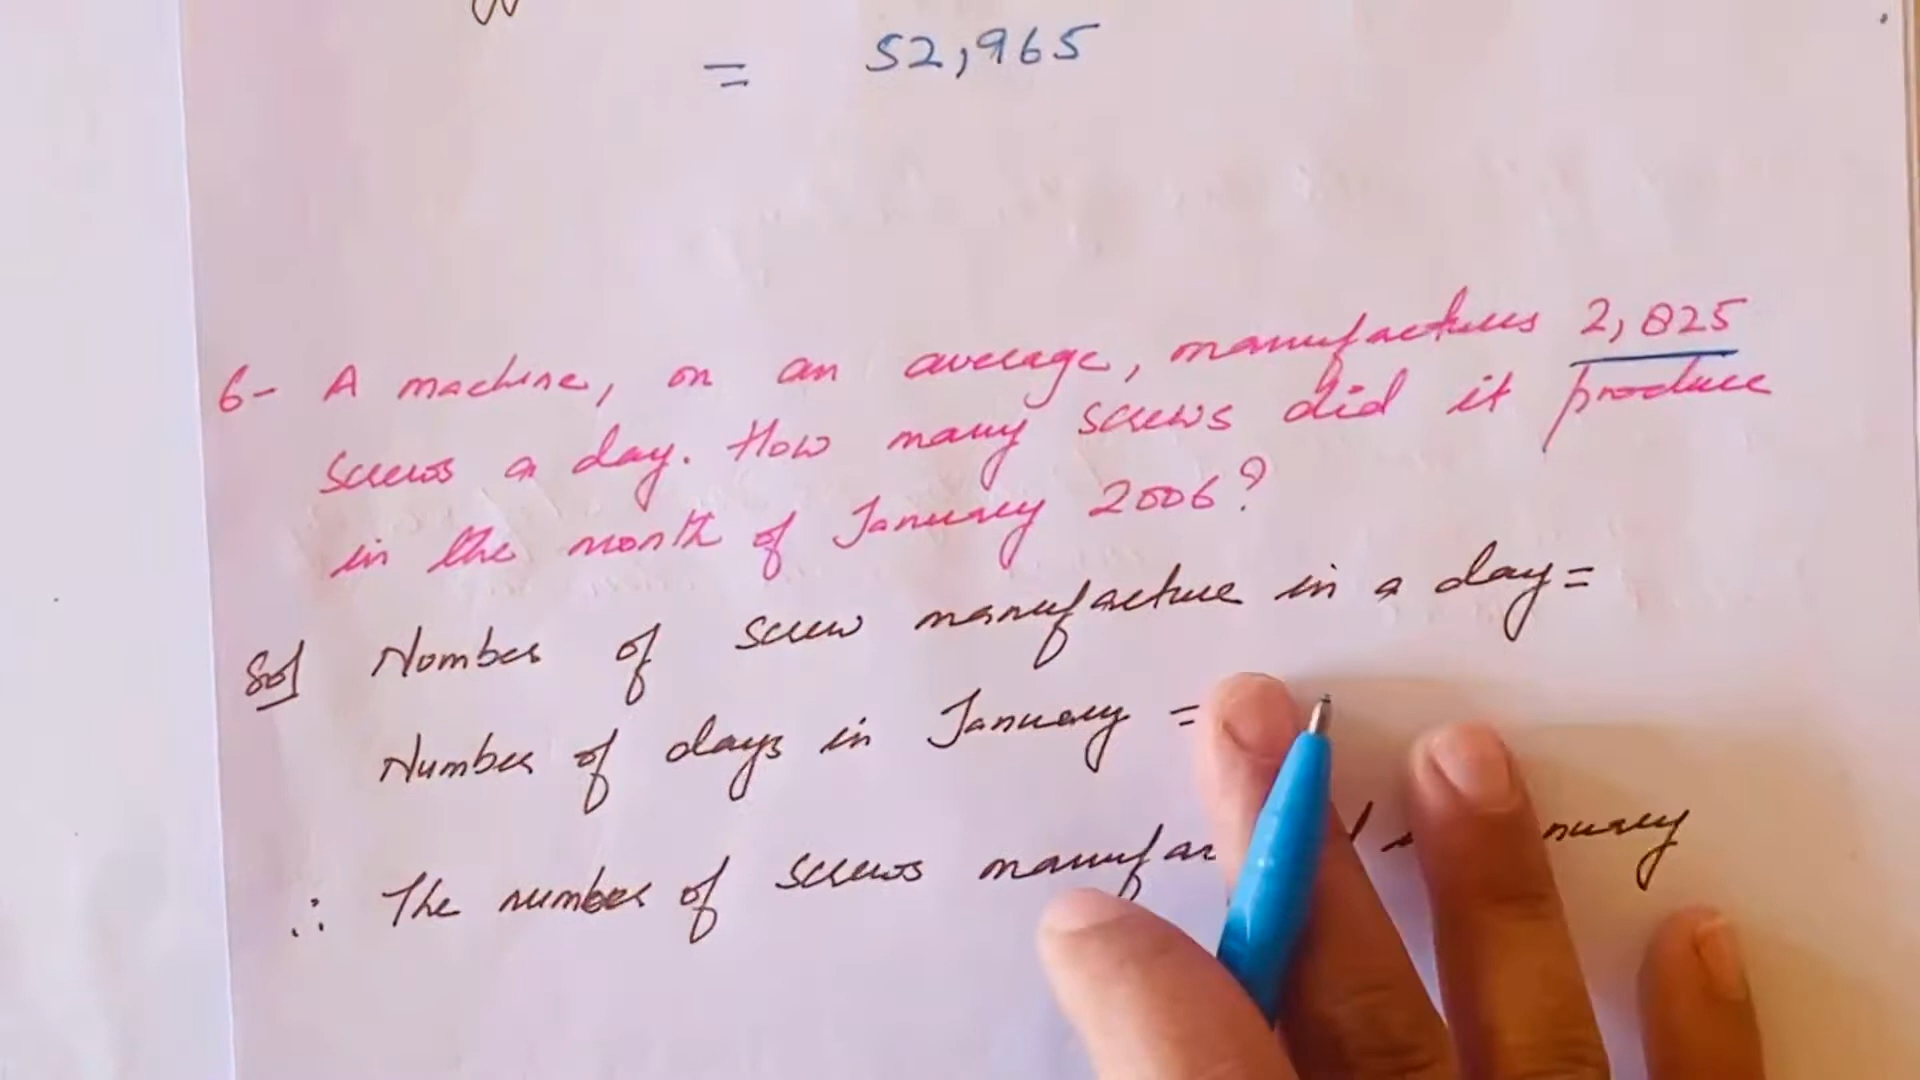 = 52,965
6- A machine, on an average, manufactures 2,825
screws a day. How many screws did it produce
in the month of January 2006?
Sol Number of screw manufacture in a day =
Number of days in January =
∴ The number of screws manufac